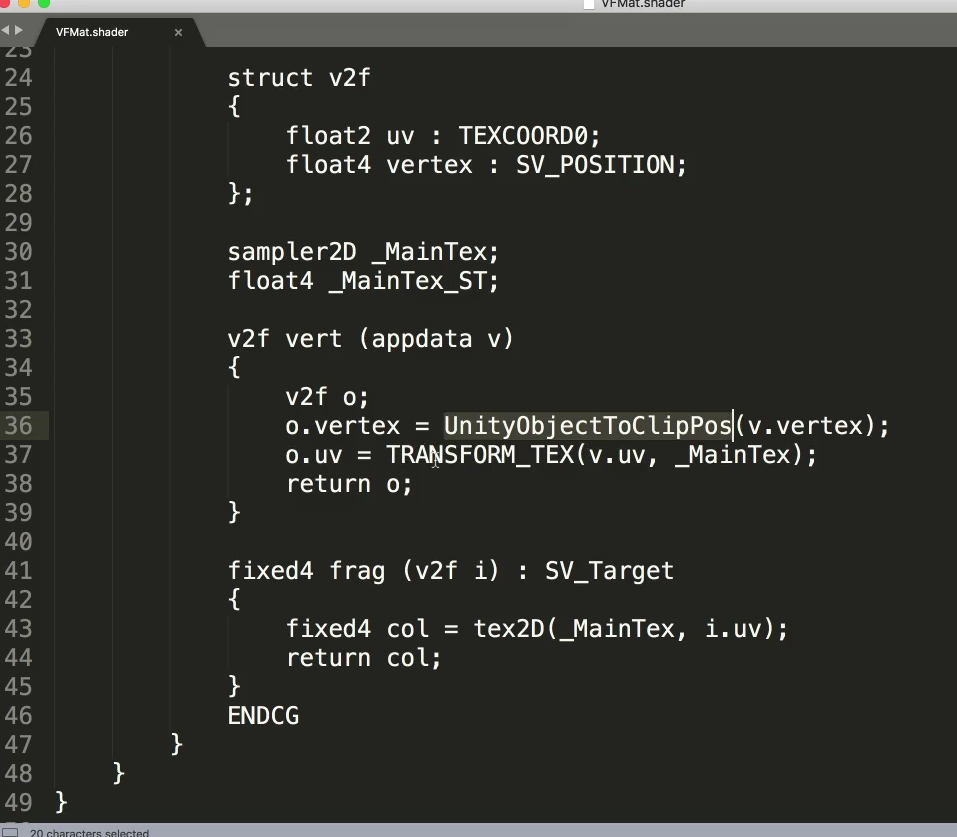 VFMat.shader
VFMat.shader ×
23
24 struct v2f
25 {
26 float2 uv : TEXCOORD0;
27 float4 vertex : SV_POSITION;
28 };
29
30 sampler2D _MainTex;
31 float4 _MainTex_ST;
32
33 v2f vert (appdata v)
34 {
35 v2f o;
36 o.vertex = UnityObjectToClipPos(v.vertex);
37 o.uv = TRANSFORM_TEX(v.uv, _MainTex);
38 return o;
39 }
40
41 fixed4 frag (v2f i) : SV_Target
42 {
43 fixed4 col = tex2D(_MainTex, i.uv);
44 return col;
45 }
46 ENDCG
47 }
48 }
49 }
20 characters selected